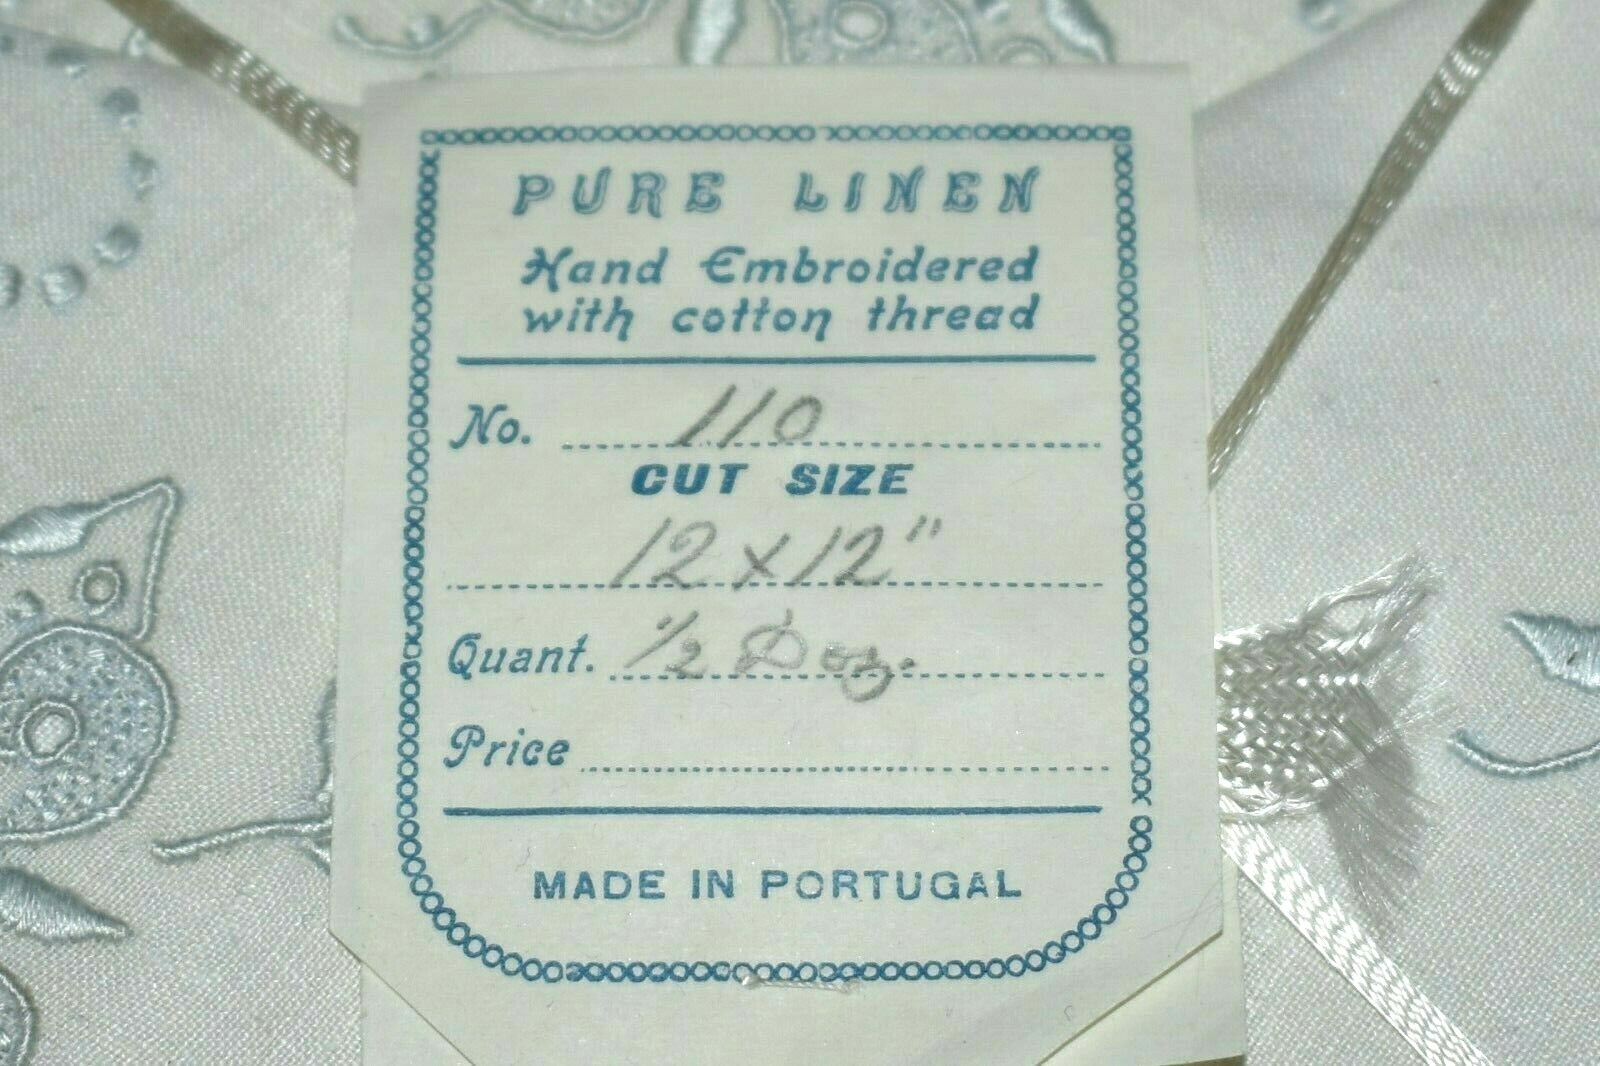 PURE LINEN
Hand Embroidered
with cotton thread
No. 110
CUT SIZE
12 x 12"
Quant. 1/2 Doz.
Price
MADE IN PORTUGAL